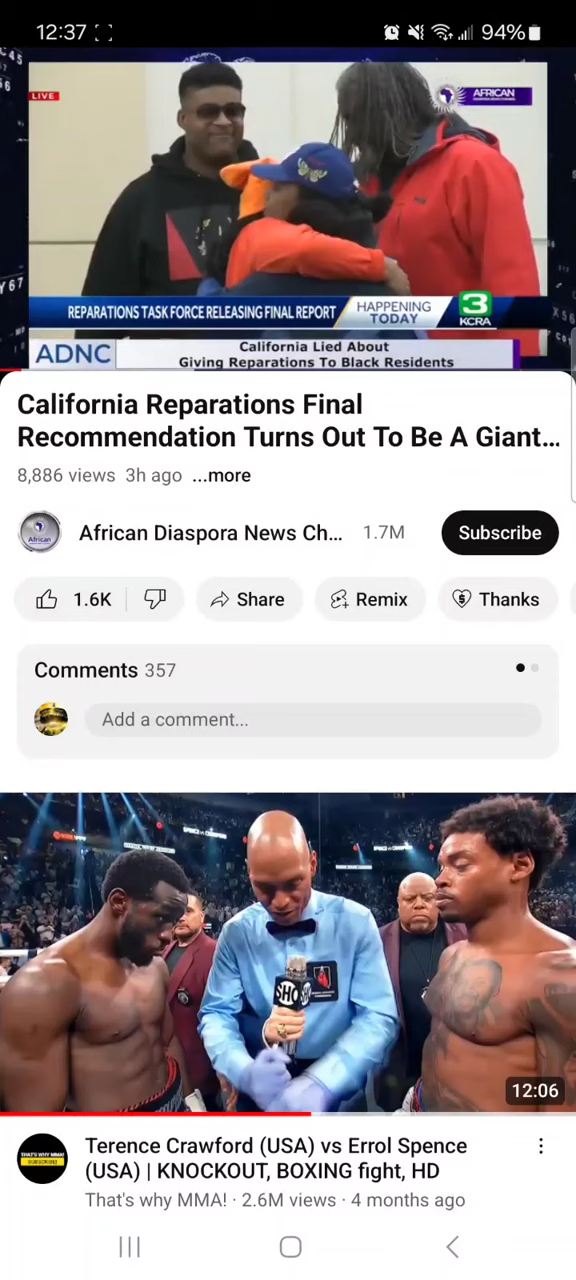 12:37
94%
LIVE
AFRICAN
REPARATIONS TASK FORCE RELEASING FINAL REPORT
HAPPENING
TODAY
3
KCRA
ADNC
California Lied About
Giving Reparations To Black Residents
California Reparations Final
Recommendation Turns Out To Be A Giant...
8,886 views 3h ago ...more
African Diaspora News Ch... 1.7M Subscribe
1.6K Share Remix Thanks
Comments 357
Add a comment...
SHO
12:06
THAT'S WHY MMA!
Terence Crawford (USA) vs Errol Spence
(USA) | KNOCKOUT, BOXING fight, HD
That's why MMA! · 2.6M views · 4 months ago